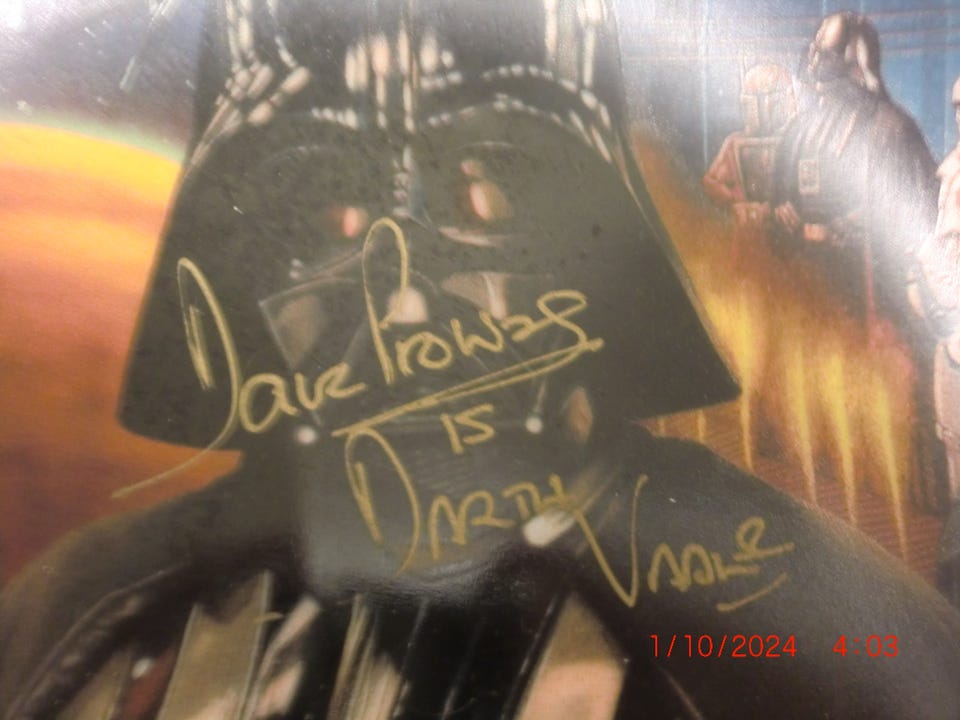 Dave Prowse
is
Darth Vader
1/10/2024 4:03